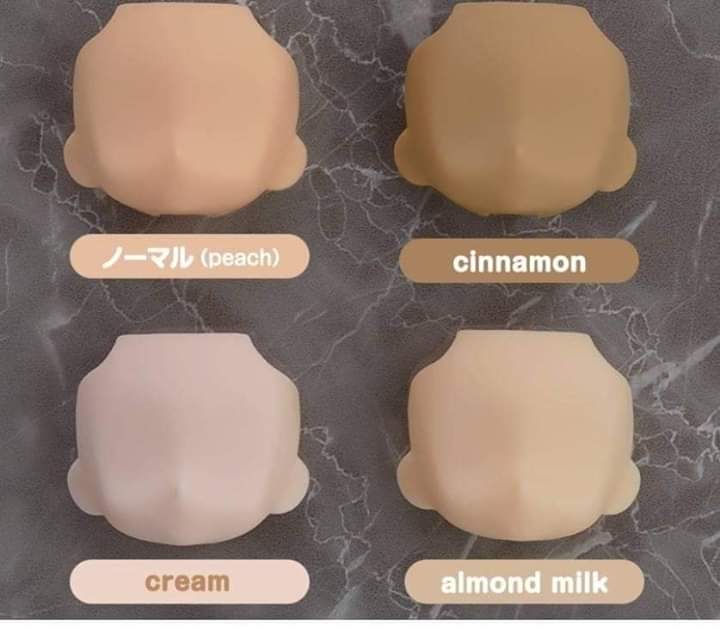 ノーマル (peach)
cinnamon
cream
almond milk